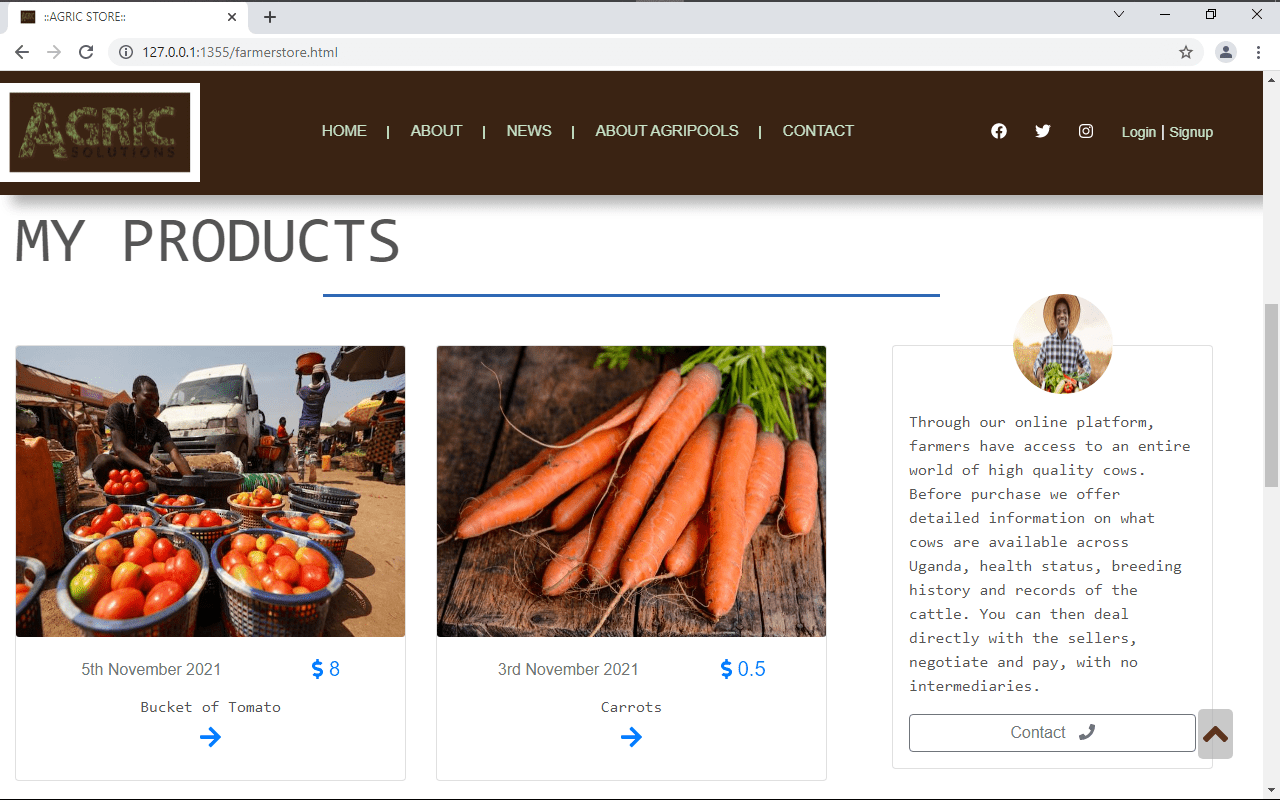 ::AGRIC STORE::
127.0.0.1:1355/farmerstore.html
AGRIC
SOLUTIONS
HOME | ABOUT | NEWS | ABOUT AGRIPOOLS | CONTACT
Login | Signup
MY PRODUCTS
5th November 2021 $ 8
Bucket of Tomato
3rd November 2021 $ 0.5
Carrots
Through our online platform,
farmers have access to an entire
world of high quality cows.
Before purchase we offer
detailed information on what
cows are available across
Uganda, health status, breeding
history and records of the
cattle. You can then deal
directly with the sellers,
negotiate and pay, with no
intermediaries.
Contact